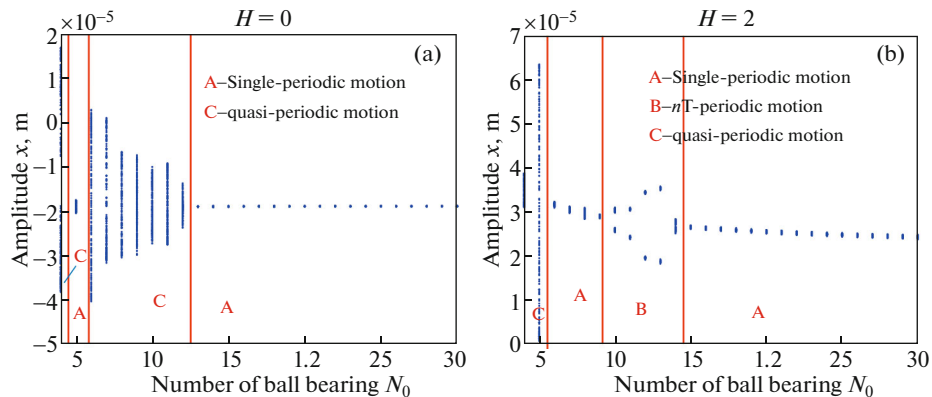 H = 0
×10⁻⁵
(a)
2
1
0
−1
−2
−3
−4
−5
Amplitude x, m
A–Single-periodic motion
C–quasi-periodic motion
C
A
C
A
5
10
15
1.2
25
30
Number of ball bearing N₀
H = 2
×10⁻⁵
(b)
7
6
5
4
3
2
1
0
Amplitude x, m
A–Single-periodic motion
B–nT-periodic motion
C–quasi-periodic motion
C
A
B
A
5
10
15
1.2
25
30
Number of ball bearing N₀